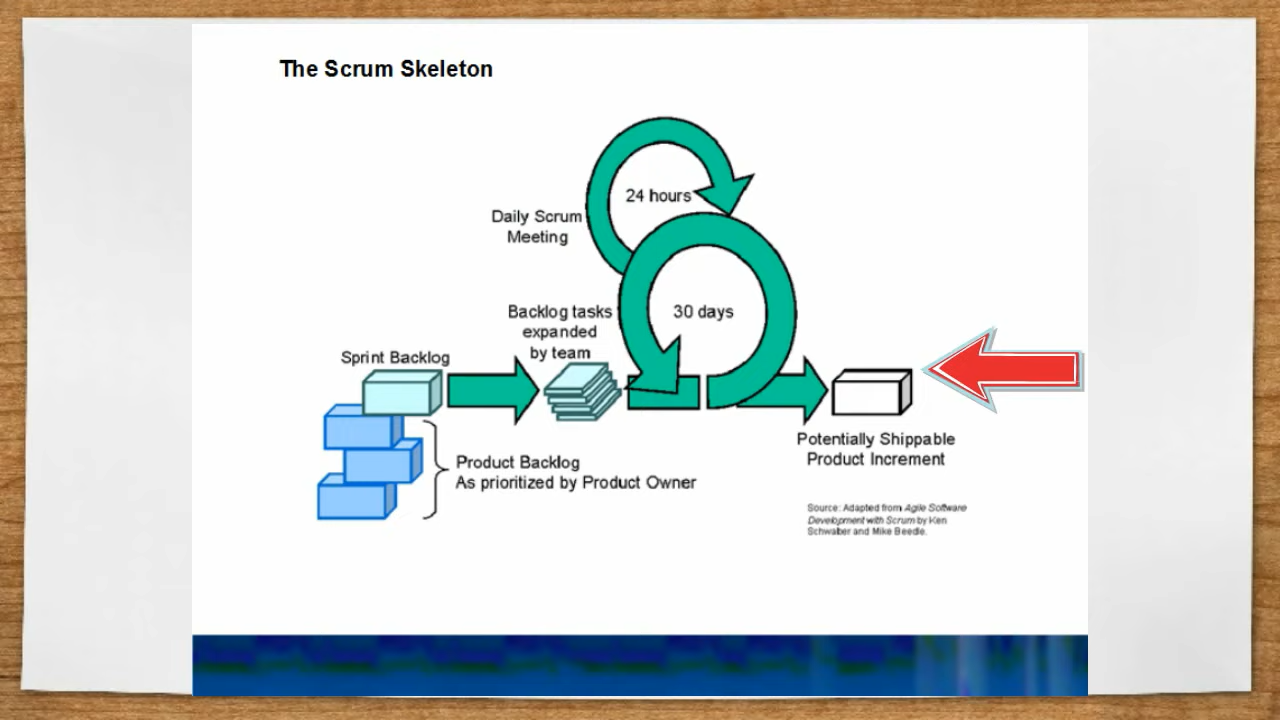 The Scrum Skeleton
24 hours
Daily Scrum
Meeting
Backlog tasks
expanded
by team
30 days
Sprint Backlog
Potentially Shippable
Product Increment
Product Backlog
As prioritized by Product Owner
Source: Adapted from Agile Software
Development with Scrum by Ken
Schwaber and Mike Beedle.